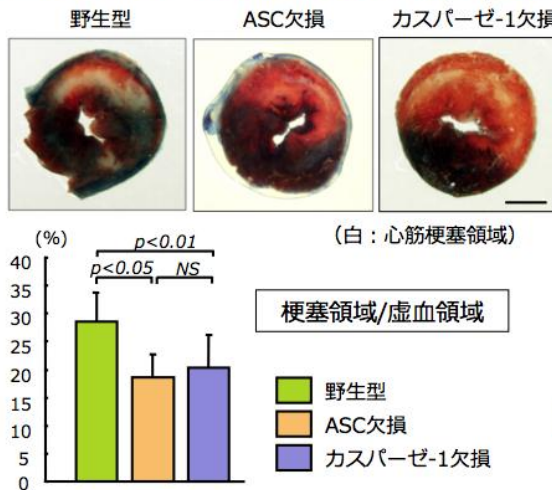 野生型 ASC欠損 カスパーゼ-1欠損
(白：心筋梗塞領域)
(%)
p<0.01
p<0.05 NS
40
35
30
25
20
15
10
5
0
梗塞領域/虚血領域
野生型
ASC欠損
カスパーゼ-1欠損